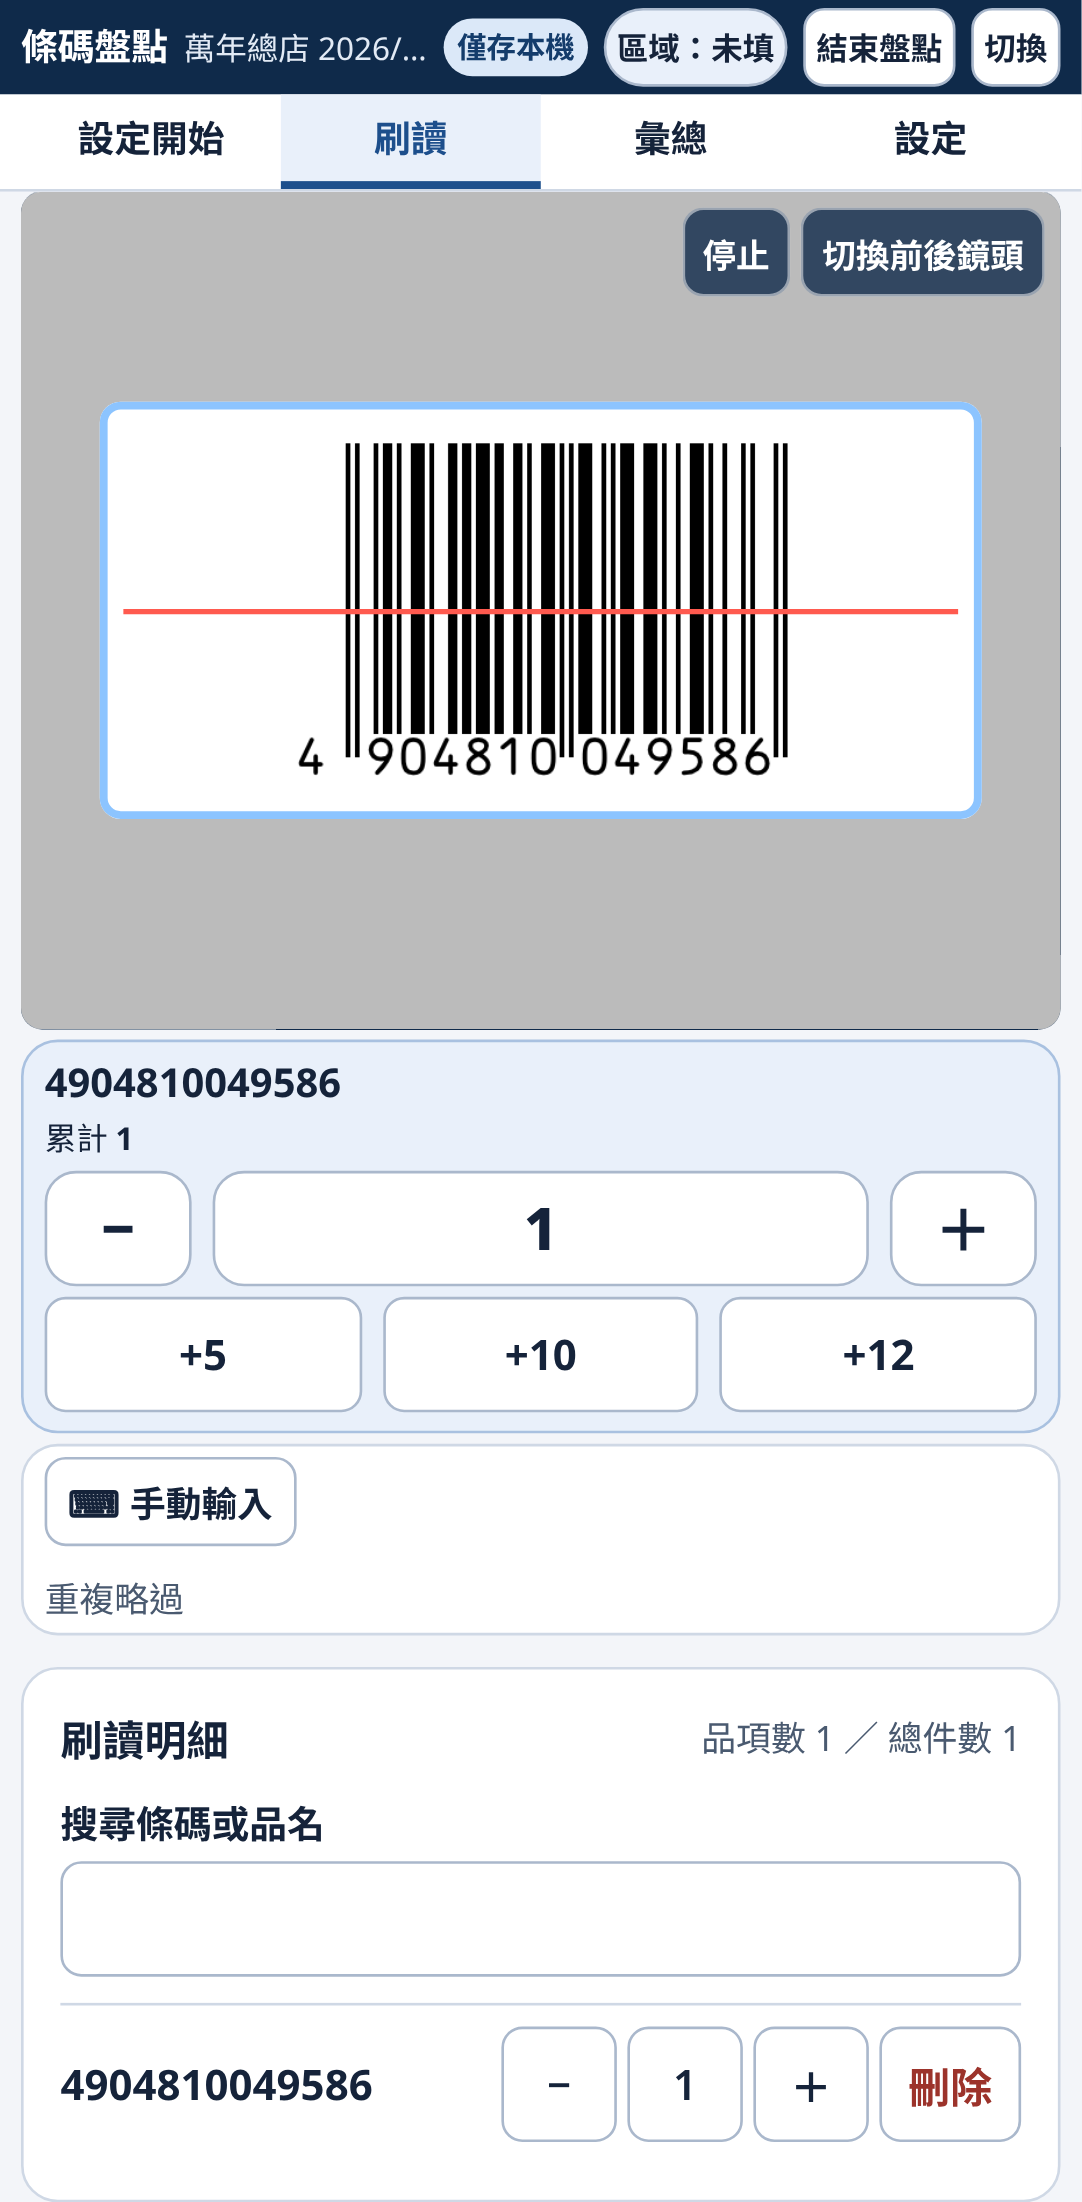 條碼盤點 萬年總店 2026/... 僅存本機 區域：未填 結束盤點 切換
設定開始 刷讀 彙總 設定
停止 切換前後鏡頭
4 904810 049586
4904810049586
累計 1
− 1 +
+5 +10 +12
⌨ 手動輸入
重複略過
刷讀明細 品項數 1 ／ 總件數 1
搜尋條碼或品名
4904810049586 − 1 + 刪除